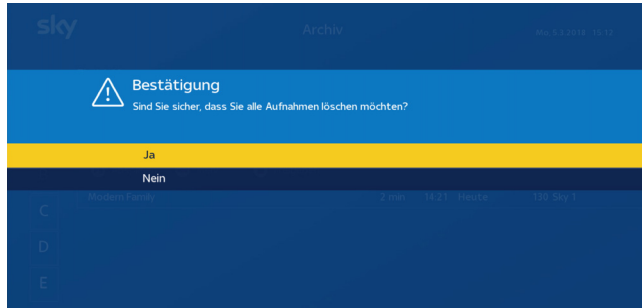 sky
Archiv
Mo, 5.3.2018 15:12
Bestätigung
Sind Sie sicher, dass Sie alle Aufnahmen löschen möchten?
Ja
Nein
Modern Family 2 min 14:21 Heute 130 Sky 1
C
D
E